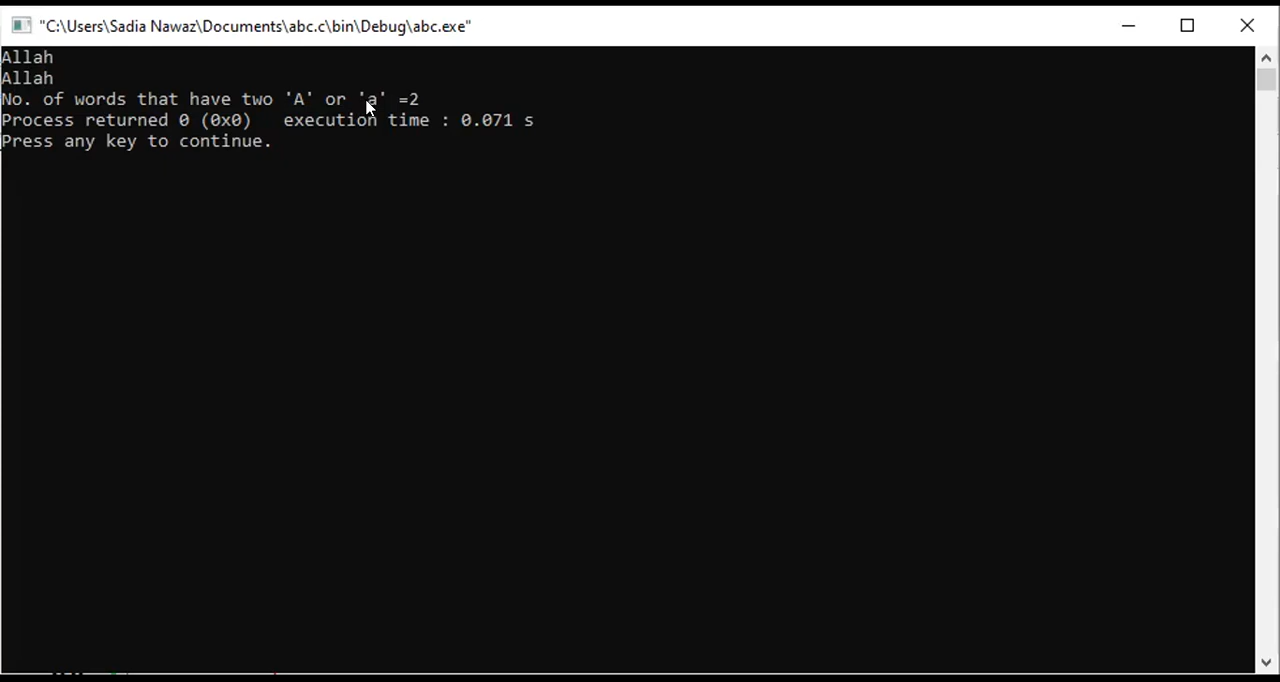 "C:\Users\Sadia Nawaz\Documents\abc.c\bin\Debug\abc.exe"
Allah
Allah
No. of words that have two 'A' or 'a' =2
Process returned 0 (0x0)   execution time : 0.071 s
Press any key to continue.